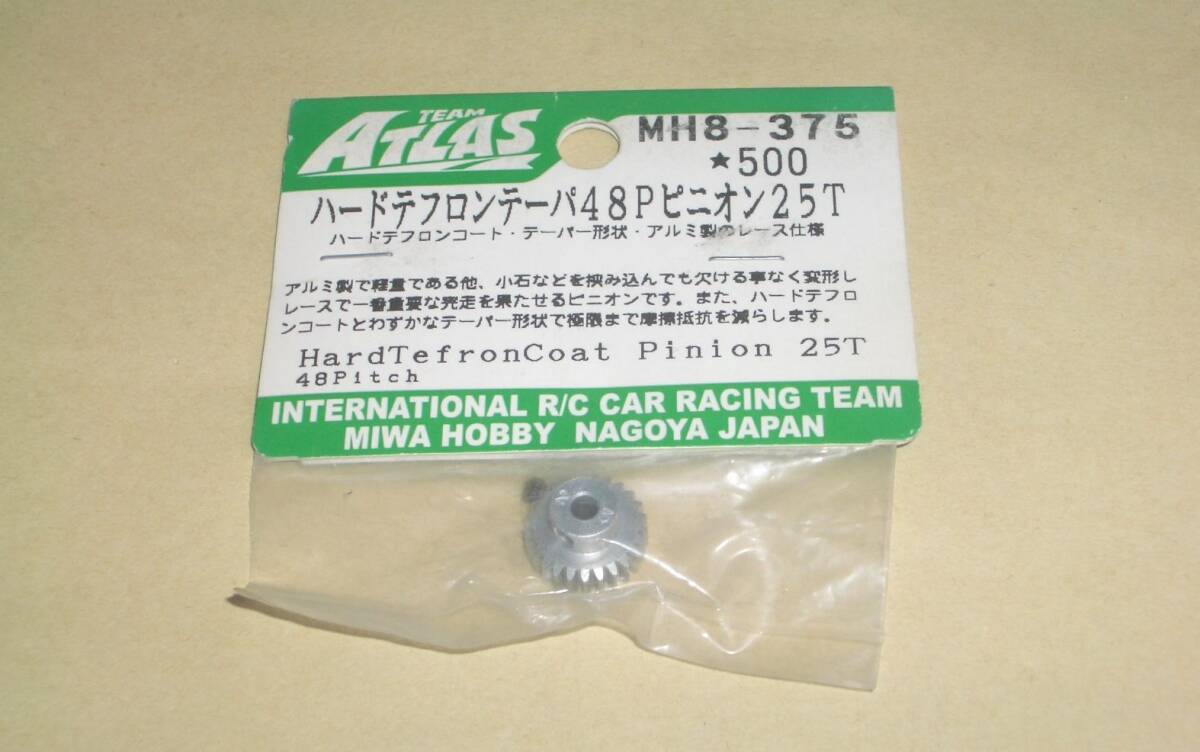 TEAM
ATLAS
MH8-375
★500
ハードテフロンテーパ48Pピニオン25T
ハードテフロンコート・テーパー形状・アルミ製のレース仕様
アルミ製で軽量である他、小石などを挟み込んでも欠ける事なく変形し
レースで一番重要な完走を果たせるピニオンです。また、ハードテフロ
ンコートとわずかなテーパー形状で極限まで摩擦抵抗を減らします。
HardTefronCoat Pinion 25T
48Pitch
INTERNATIONAL R/C CAR RACING TEAM
MIWA HOBBY NAGOYA JAPAN